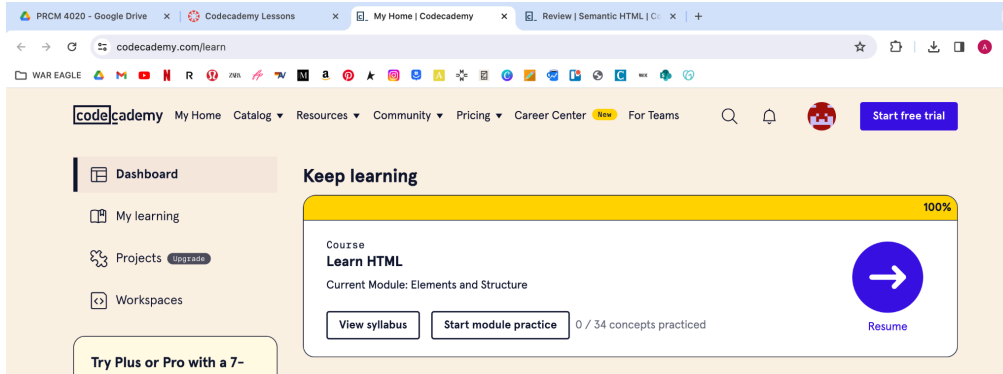 PRCM 4020 - Google Drive
Codecademy Lessons
My Home | Codecademy
Review | Semantic HTML | Co
codecademy.com/learn
WAR EAGLE
codecademy My Home Catalog Resources Community Pricing Career Center New For Teams Start free trial
Dashboard
My learning
Projects Upgrade
Workspaces
Try Plus or Pro with a 7-
Keep learning
100%
Course
Learn HTML
Current Module: Elements and Structure
View syllabus Start module practice 0 / 34 concepts practiced
Resume